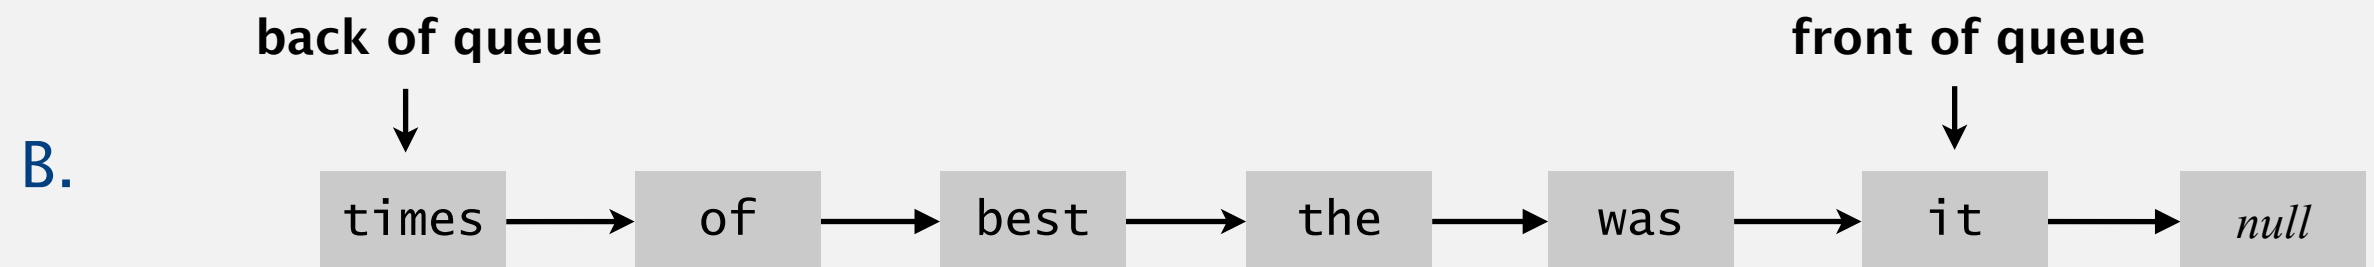 back of queue front of queue
B.
times of best the was it null